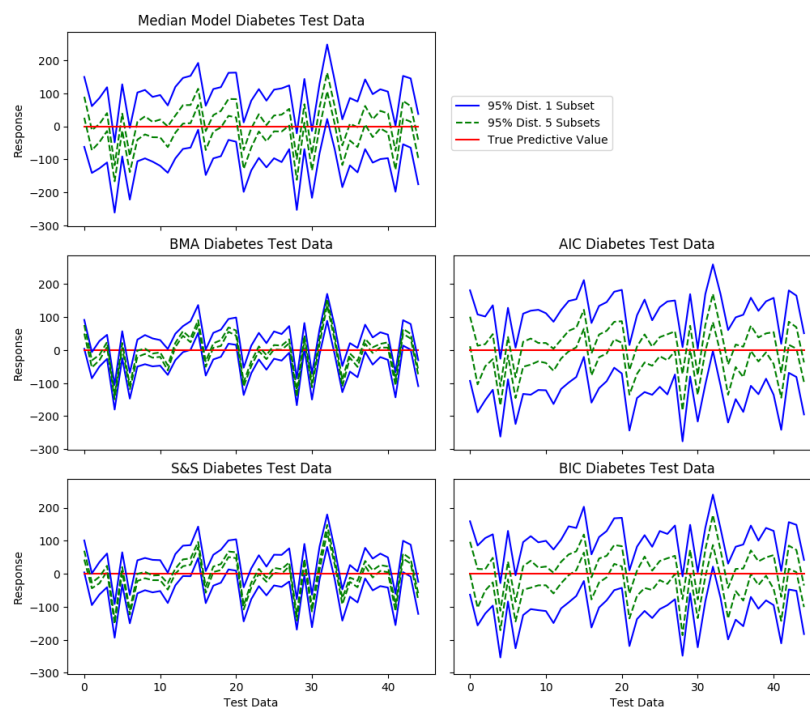 Median Model Diabetes Test Data
200
100
0
−100
−200
−300
Response
95% Dist. 1 Subset
95% Dist. 5 Subsets
True Predictive Value
BMA Diabetes Test Data
200
100
0
−100
−200
−300
Response
AIC Diabetes Test Data
S&S Diabetes Test Data
200
100
0
−100
−200
−300
Response
0
10
20
30
40
Test Data
BIC Diabetes Test Data
0
10
20
30
40
Test Data